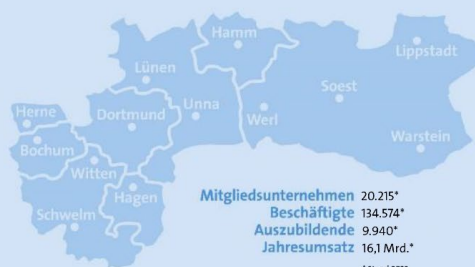 Hamm
Lippstadt
Lünen
Soest
Herne
Dortmund
Unna
Werl
Bochum
Warstein
Witten
Hagen
Schwelm
Mitgliedsunternehmen 20.215*
Beschäftigte 134.574*
Auszubildende 9.940*
Jahresumsatz 16,1 Mrd.*